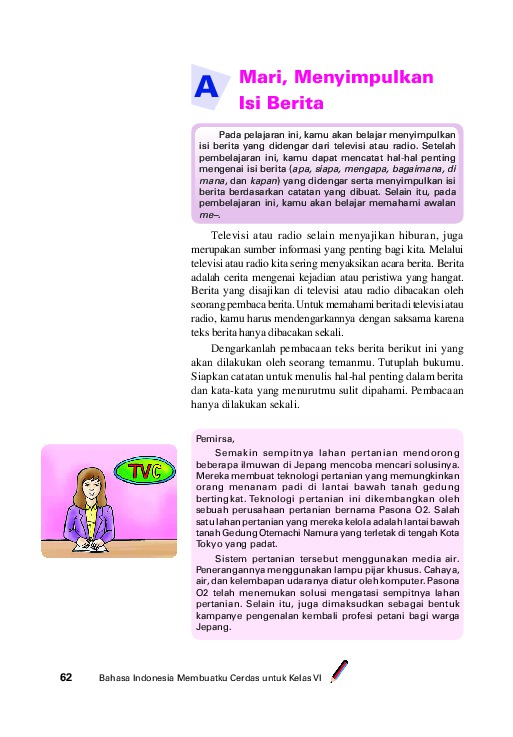 A
Mari, Menyimpulkan
Isi Berita
Pada pelajaran ini, kamu akan belajar menyimpulkan
isi berita yang didengar dari televisi atau radio. Setelah
pembelajaran ini, kamu dapat mencatat hal-hal penting
mengenai isi berita (apa, siapa, mengapa, bagaimana, di
mana, dan kapan) yang didengar serta menyimpulkan isi
berita berdasarkan catatan yang dibuat. Selain itu, pada
pembelajaran ini, kamu akan belajar memahami awalan
me–.
Televisi atau radio selain menyajikan hiburan, juga
merupakan sumber informasi yang penting bagi kita. Melalui
televisi atau radio kita sering menyaksikan acara berita. Berita
adalah cerita mengenai kejadian atau peristiwa yang hangat.
Berita yang disajikan di televisi atau radio dibacakan oleh
seorang pembaca berita. Untuk memahami berita di televisi atau
radio, kamu harus mendengarkannya dengan saksama karena
teks berita hanya dibacakan sekali.
Dengarkanlah pembacaan teks berita berikut ini yang
akan dilakukan oleh seorang temanmu. Tutuplah bukumu.
Siapkan catatan untuk menulis hal-hal penting dalam berita
dan kata-kata yang menurutmu sulit dipahami. Pembacaan
hanya dilakukan sekali.
TVC
Pemirsa,
Semakin sempitnya lahan pertanian mendorong
beberapa ilmuwan di Jepang mencoba mencari solusinya.
Mereka membuat teknologi pertanian yang memungkinkan
orang menanam padi di lantai bawah tanah gedung
bertingkat. Teknologi pertanian ini dikembangkan oleh
sebuah perusahaan pertanian bernama Pasona O2. Salah
satu lahan pertanian yang mereka kelola adalah lantai bawah
tanah Gedung Otemachi Namura yang terletak di tengah Kota
Tokyo yang padat.
Sistem pertanian tersebut menggunakan media air.
Penerangannya menggunakan lampu pijar khusus. Cahaya,
air, dan kelembapan udaranya diatur oleh komputer. Pasona
O2 telah menemukan solusi mengatasi sempitnya lahan
pertanian. Selain itu, juga dimaksudkan sebagai bentuk
kampanye pengenalan kembali profesi petani bagi warga
Jepang.
62 Bahasa Indonesia Membuatku Cerdas untuk Kelas VI